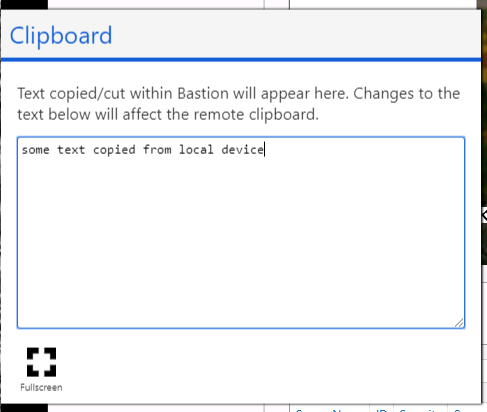 Clipboard
Text copied/cut within Bastion will appear here. Changes to the
text below will affect the remote clipboard.
some text copied from local device
Fullscreen